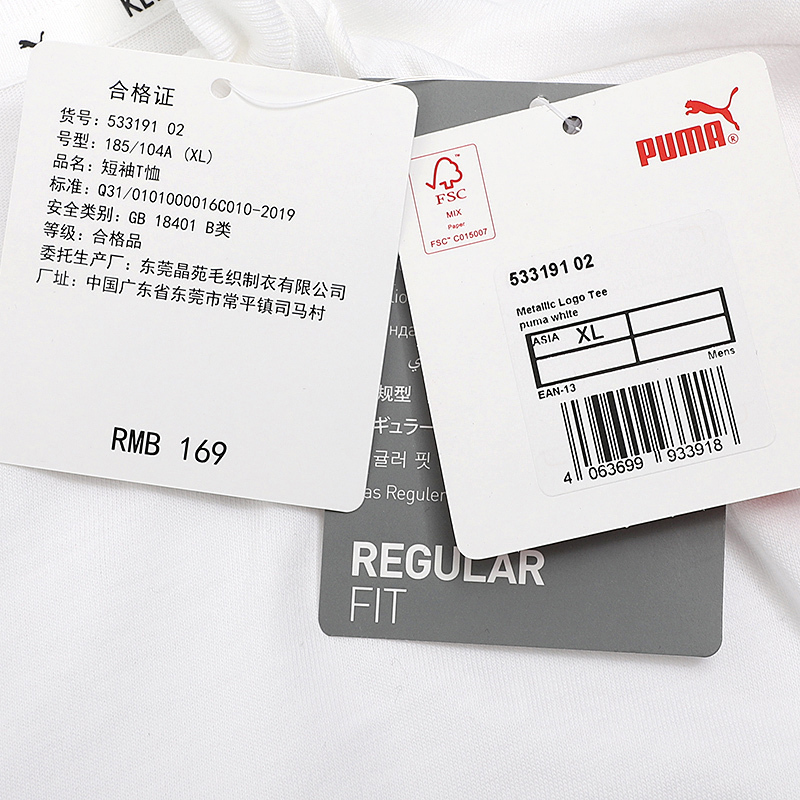 合格证
货号: 533191 02
号型: 185/104A (XL)
品名: 短袖T恤
标准: Q31/0101000016C010-2019
安全类别: GB 18401 B类
等级: 合格品
委托生产厂: 东莞晶苑毛织制衣有限公司
厂址: 中国广东省东莞市常平镇司马村
RMB 169
PUMA®
FSC™
MIX
Paper
FSC™ C015007
533191 02
Metallic Logo Tee
puma white
ASIA XL
Mens
EAN-13
4 063699 933918
规型
ギュラー
귤러 핏
as Reguler
REGULAR
FIT